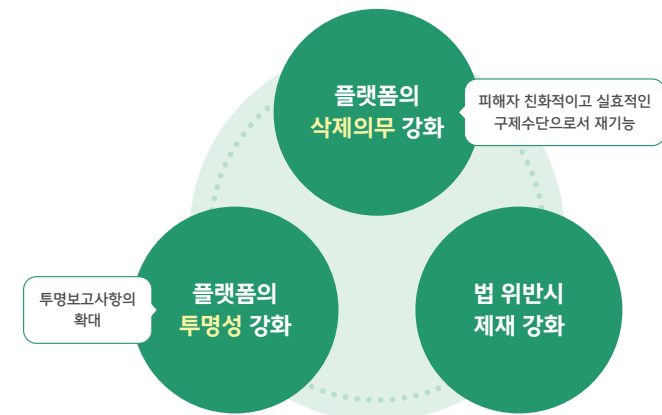 플랫폼의
삭제의무 강화
피해자 친화적이고 실효적인
구제수단으로서 재기능
투명보고사항의
확대
플랫폼의
투명성 강화
법 위반시
제재 강화